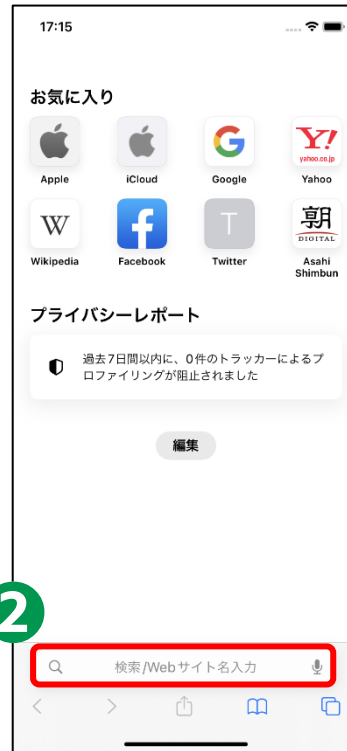 17:15
お気に入り
G
Y!
yahoo.co.jp
Apple
iCloud
Google
Yahoo
W
f
T
朝
DIGITAL
Wikipedia
Facebook
Twitter
Asahi
Shimbun
プライバシーレポート
過去7日間以内に、0件のトラッカーによるプ
ロファイリングが阻止されました
編集
2
検索/Webサイト名入力